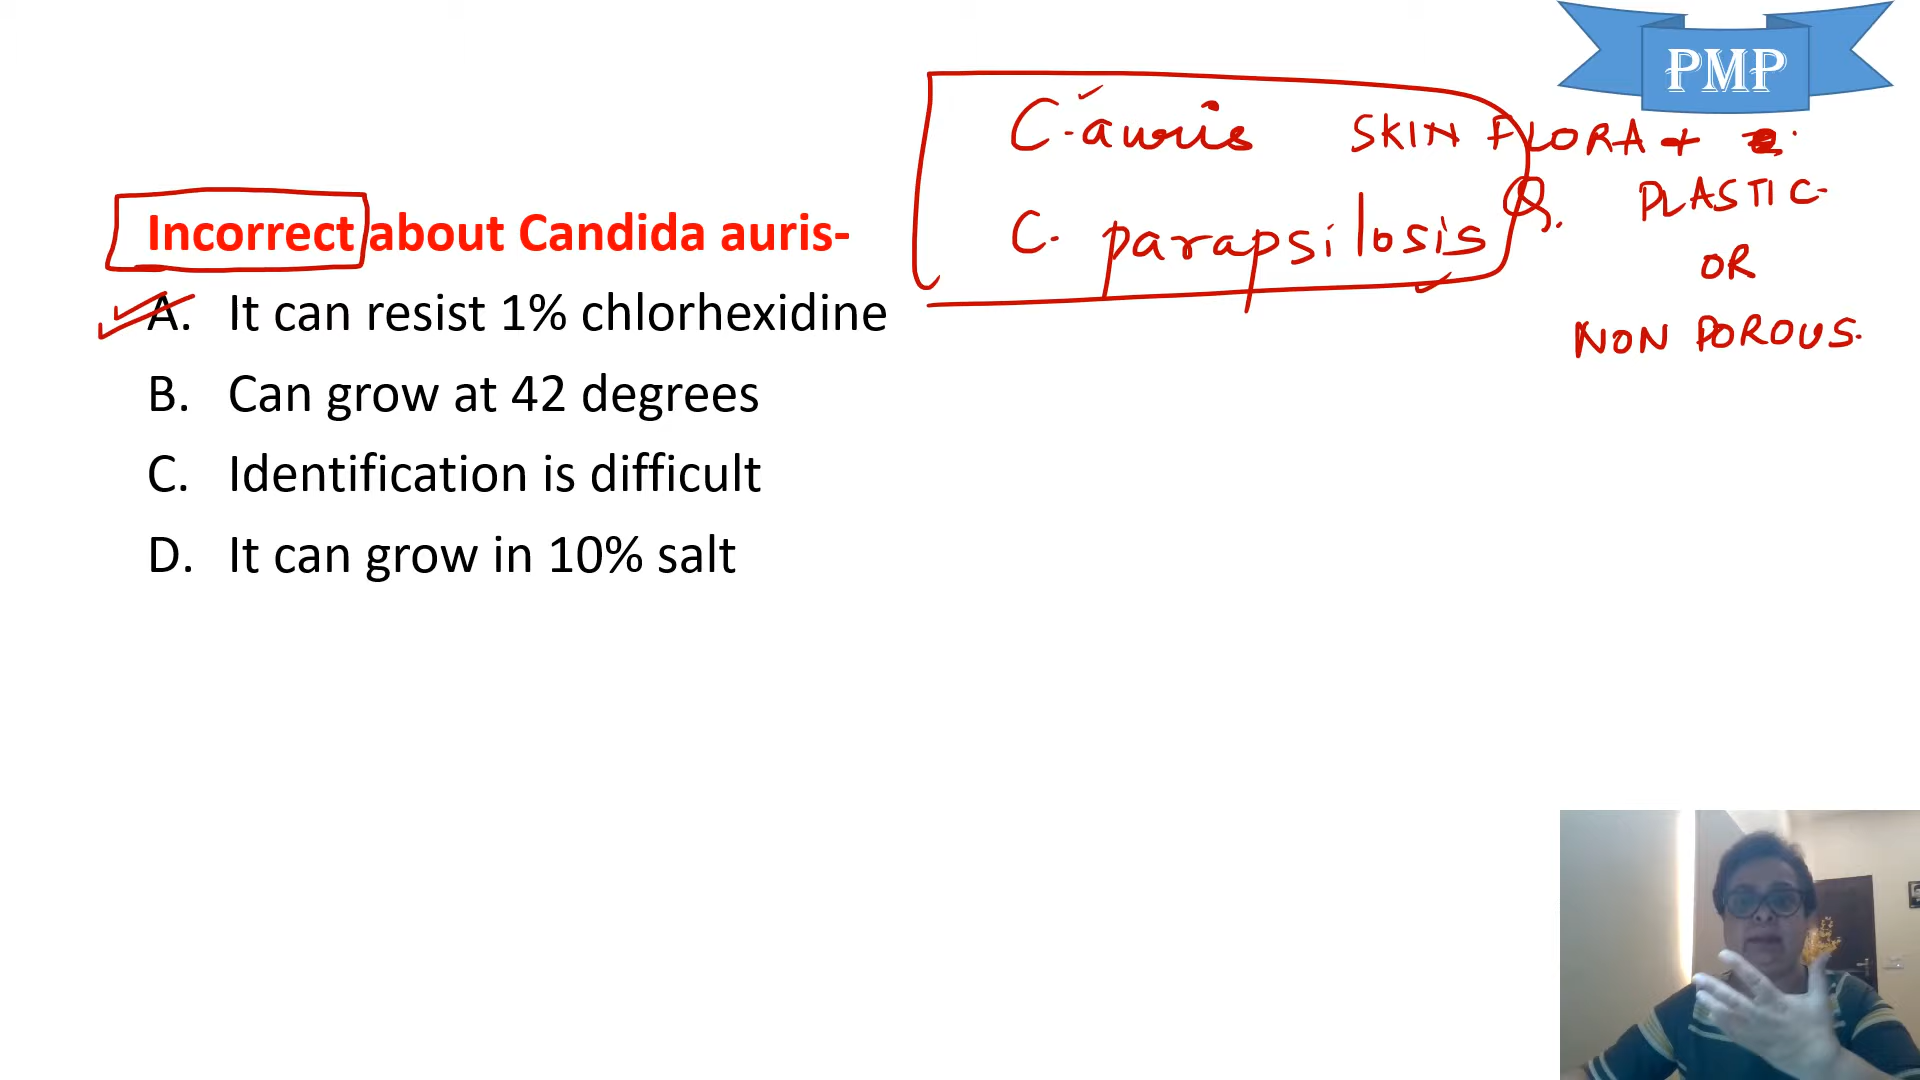 PMP
C. auris SKIN FLORA +
C. parapsilosis Q. PLASTIC
OR
NON POROUS.
Incorrect about Candida auris-
A. It can resist 1% chlorhexidine
B. Can grow at 42 degrees
C. Identification is difficult
D. It can grow in 10% salt